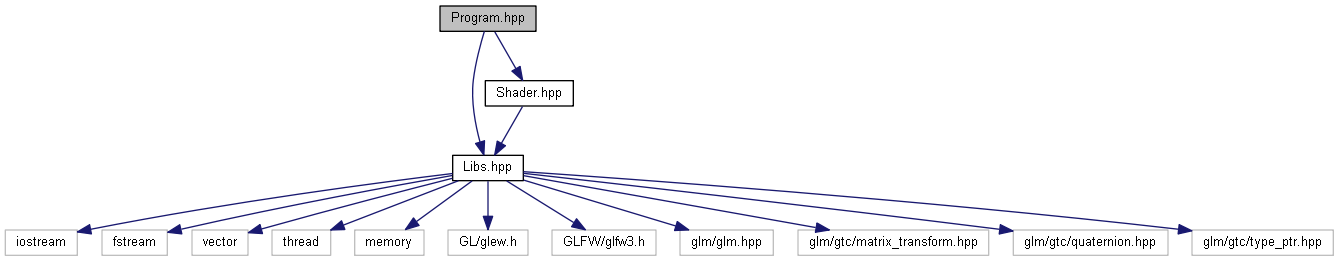 Program.hpp
Shader.hpp
Libs.hpp
iostream
fstream
vector
thread
memory
GL/glew.h
GLFW/glfw3.h
glm/glm.hpp
glm/gtc/matrix_transform.hpp
glm/gtc/quaternion.hpp
glm/gtc/type_ptr.hpp